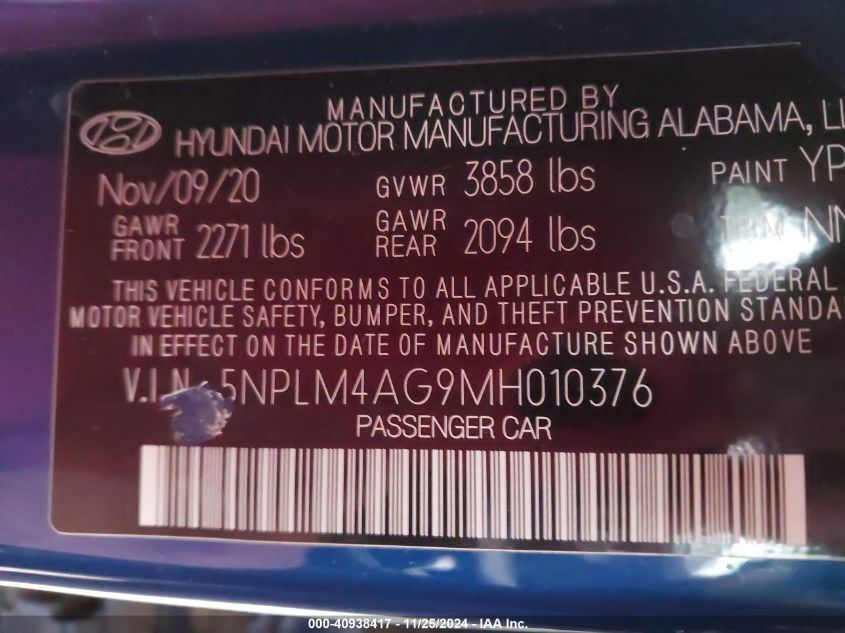 MANUFACTURED BY
HYUNDAI MOTOR MANUFACTURING ALABAMA,
Nov/09/20 GVWR 3858 lbs PAINT YP
GAWR FRONT 2271 lbs GAWR REAR 2094 lbs TRIM NN
THIS VEHICLE CONFORMS TO ALL APPLICABLE U.S.A. FEDERAL
MOTOR VEHICLE SAFETY, BUMPER, AND THEFT PREVENTION STANDA
IN EFFECT ON THE DATE OF MANUFACTURE SHOWN ABOVE
V.I.N. 5NPLM4AG9MH010376
PASSENGER CAR
000-40938417 - 11/25/2024 - IAA Inc.